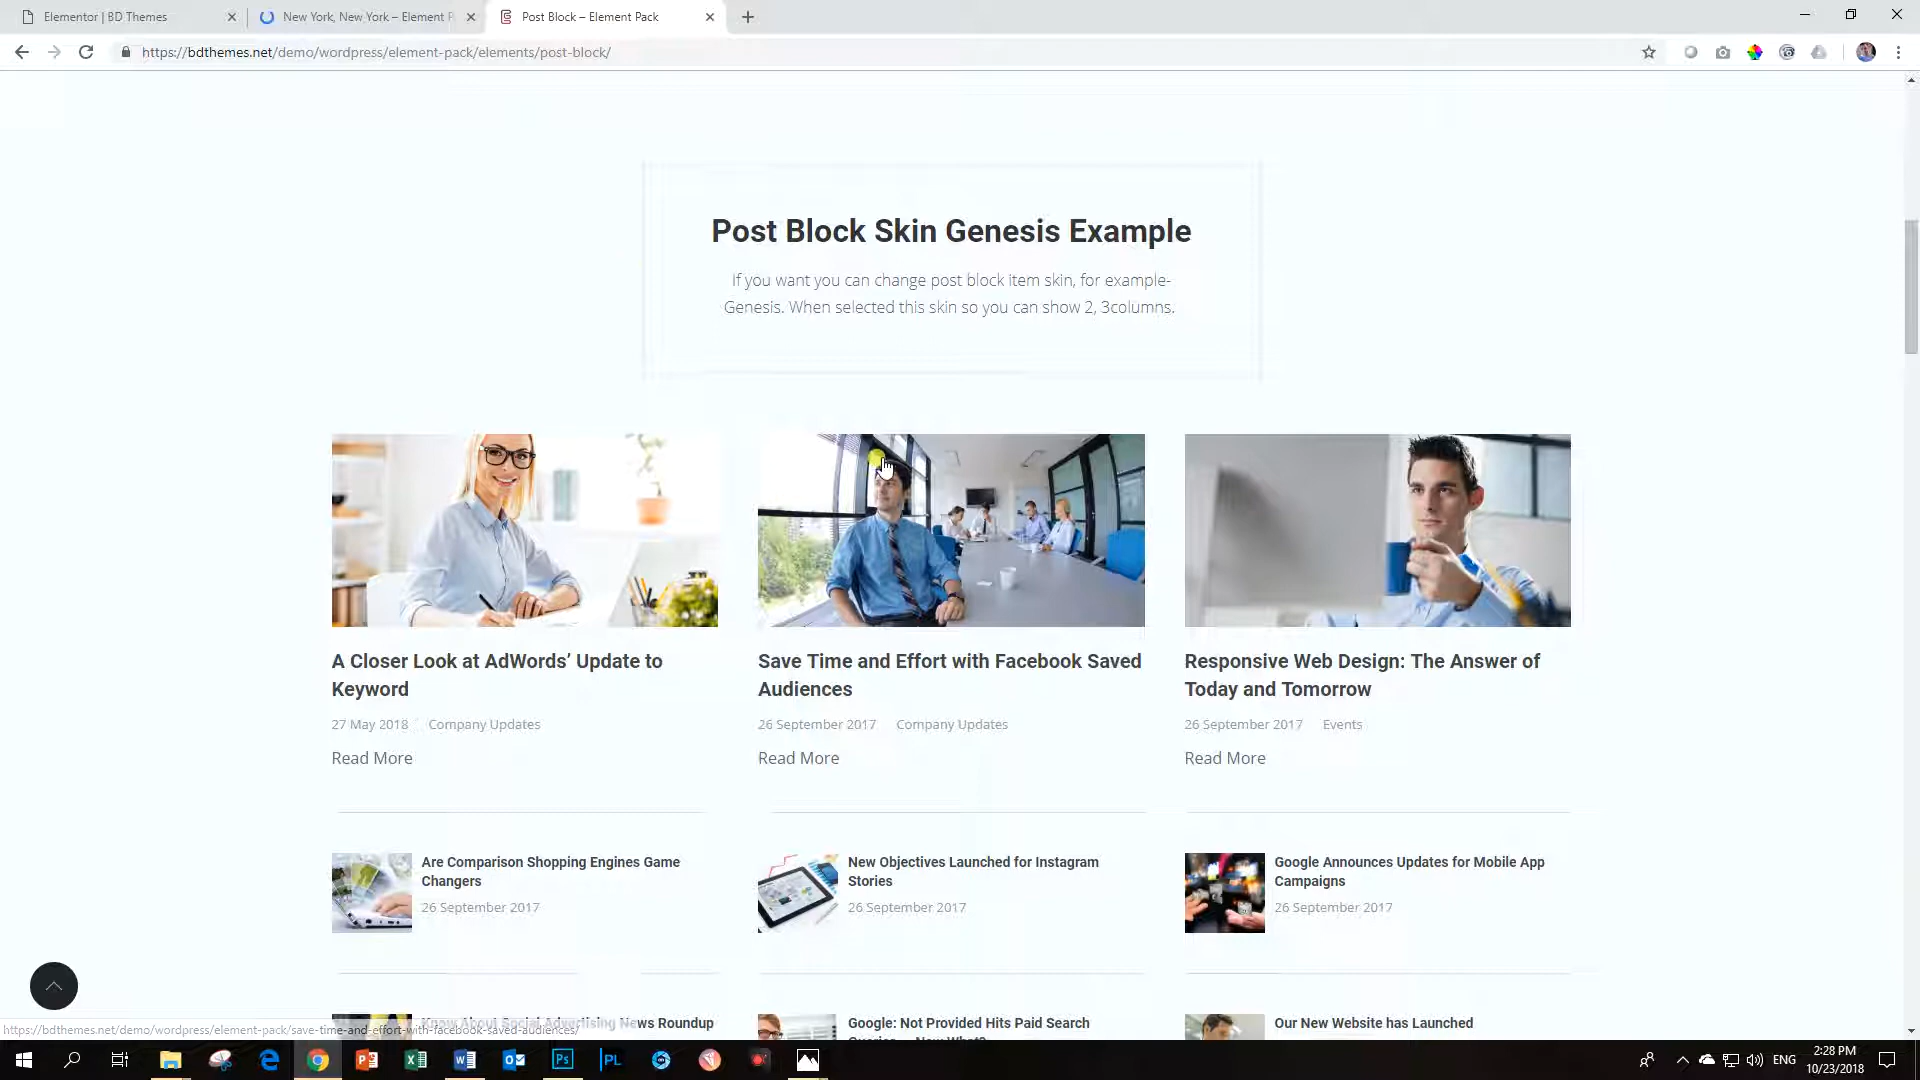 Elementor | BD Themes
New York, New York – Element P
Post Block – Element Pack
https://bdthemes.net/demo/wordpress/element-pack/elements/post-block/
Post Block Skin Genesis Example
If you want you can change post block item skin, for example-
Genesis. When selected this skin so you can show 2, 3columns.
A Closer Look at AdWords’ Update to
Keyword
27 May 2018 Company Updates
Read More
Save Time and Effort with Facebook Saved
Audiences
26 September 2017 Company Updates
Read More
Responsive Web Design: The Answer of
Today and Tomorrow
26 September 2017 Events
Read More
Are Comparison Shopping Engines Game
Changers
26 September 2017
New Objectives Launched for Instagram
Stories
26 September 2017
Google Announces Updates for Mobile App
Campaigns
26 September 2017
Know About Social Advertising News Roundup
Google: Not Provided Hits Paid Search
Our New Website has Launched
https://bdthemes.net/demo/wordpress/element-pack/save-time-and-effort-with-facebook-saved-audiences/
PL
Ps
ENG
2:28 PM
10/23/2018